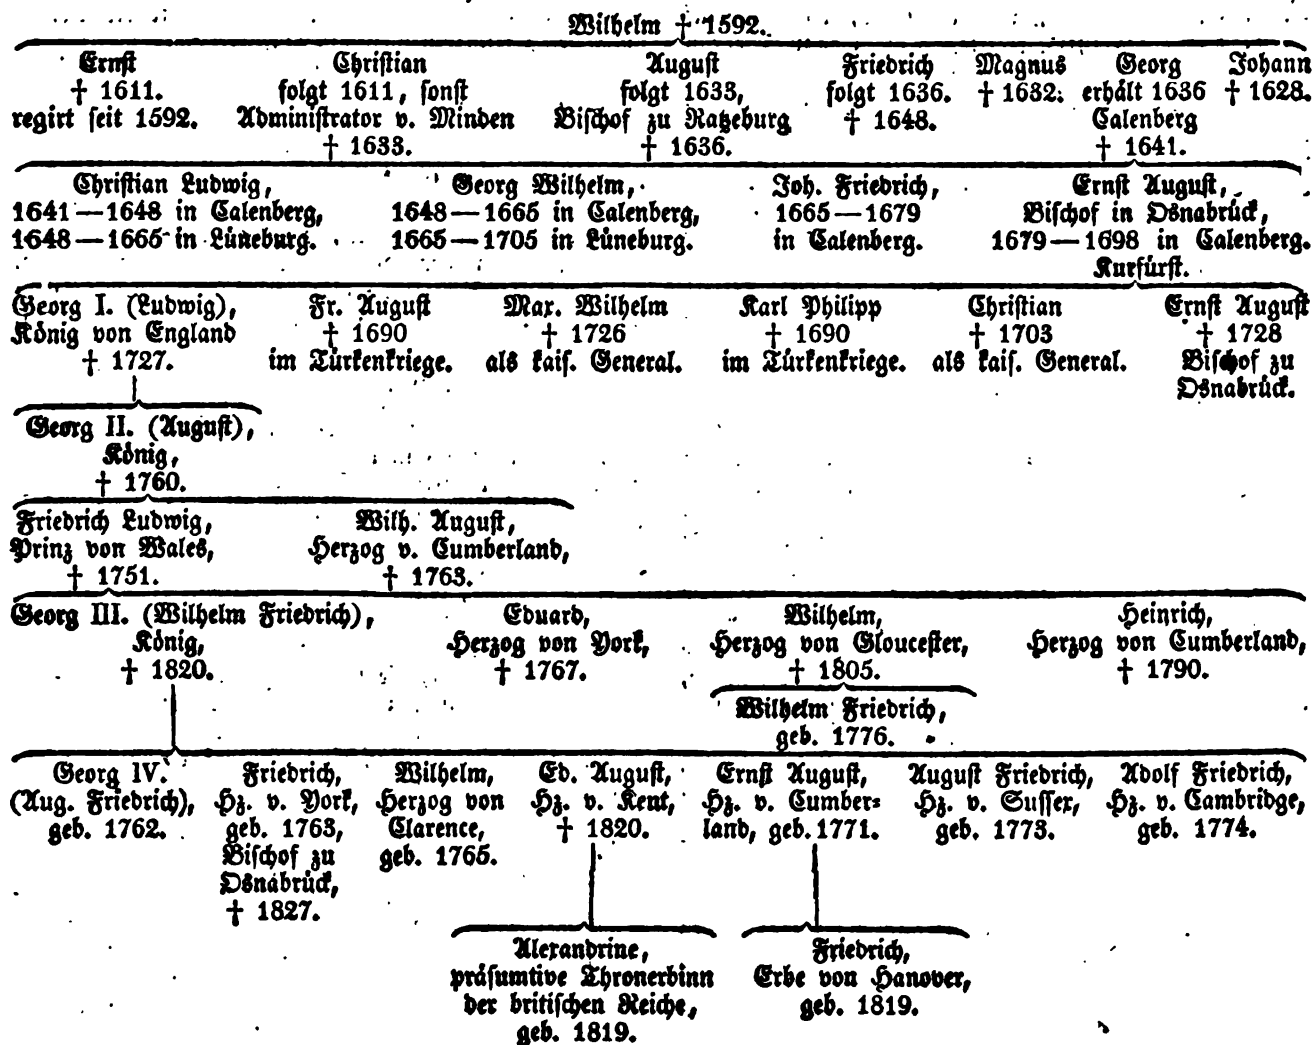 Wilhelm † 1592.
Ernst
† 1611.
regirt seit 1592.
Christian
folgt 1611, sonst
Administrator v. Minden
† 1633.
August
folgt 1633,
Bischof zu Ratzeburg
† 1636.
Friedrich
folgt 1636.
† 1648.
Magnus
† 1632.
Georg
erhält 1636
Calenberg
† 1641.
Johann
† 1628.
Christian Ludwig,
1641—1648 in Calenberg,
1648—1665 in Lüneburg.
Georg Wilhelm,
1648—1665 in Calenberg,
1665—1705 in Lüneburg.
Joh. Friedrich,
1665—1679
in Calenberg.
Ernst August,
Bischof in Osnabrück,
1679—1698 in Calenberg.
Kurfürst.
Georg I. (Ludwig),
König von England
† 1727.
Fr. August
† 1690
im Türkenkriege.
Max. Wilhelm
† 1726
als kais. General.
Karl Philipp
† 1690
im Türkenkriege.
Christian
† 1703
als kais. General.
Ernst August
† 1728
Bischof zu
Osnabrück.
Georg II. (August),
König,
† 1760.
Friedrich Ludwig,
Prinz von Wales,
† 1751.
Wilh. August,
Herzog v. Cumberland,
† 1763.
Georg III. (Wilhelm Friedrich),
König,
† 1820.
Eduard,
Herzog von York,
† 1767.
Wilhelm,
Herzog von Gloucester,
† 1805.
Heinrich,
Herzog von Cumberland,
† 1790.
Wilhelm Friedrich,
geb. 1776.
Georg IV.
(Aug. Friedrich),
geb. 1762.
Friedrich,
Hz. v. York,
geb. 1763,
Bischof zu
Osnabrück,
† 1827.
Wilhelm,
Herzog von
Clarence,
geb. 1765.
Ed. August,
Hz. v. Kent,
† 1820.
Ernst August,
Hz. v. Cumber=
land, geb. 1771.
August Friedrich,
Hz. v. Sussex,
geb. 1773.
Adolf Friedrich,
Hz. v. Cambridge,
geb. 1774.
Alexandrine,
präsumtive Thronerbinn
der britischen Reiche,
geb. 1819.
Friedrich,
Erbe von Hanover,
geb. 1819.